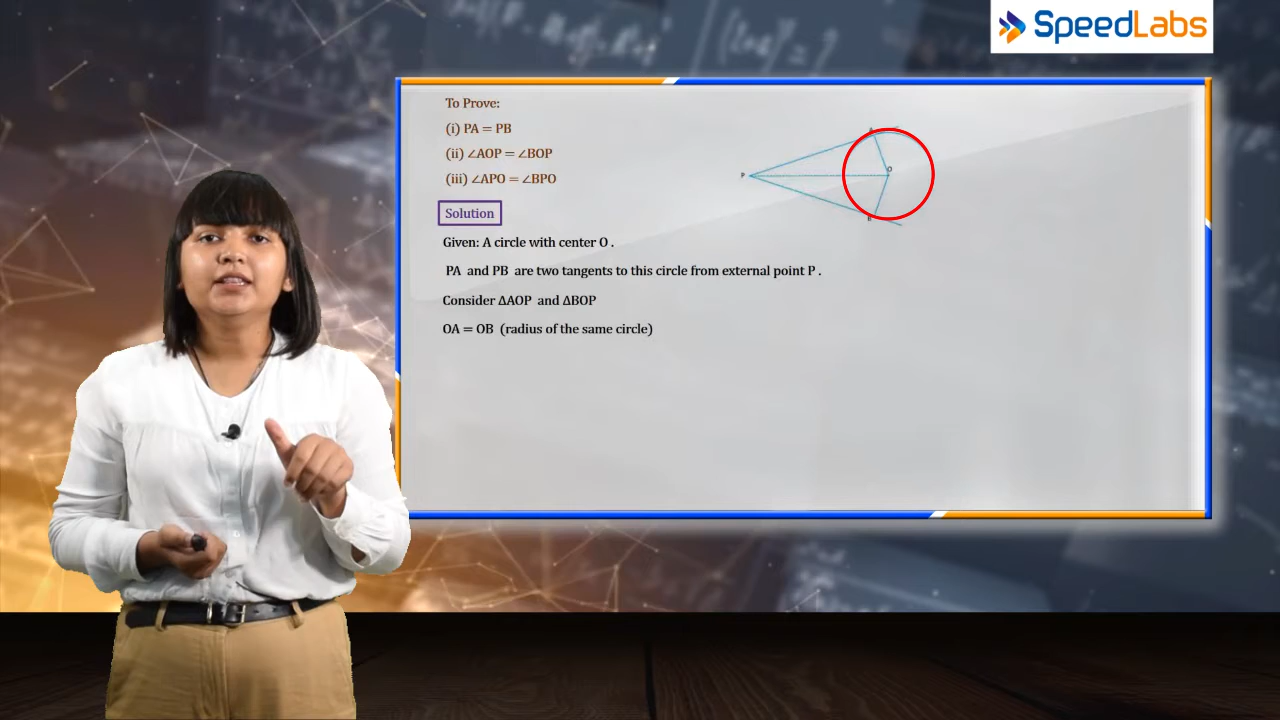 SpeedLabs
To Prove:
(i) PA = PB
(ii) ∠AOP = ∠BOP
(iii) ∠APO = ∠BPO
P
O
Solution
Given: A circle with center O .
PA and PB are two tangents to this circle from external point P .
Consider ΔAOP and ΔBOP
OA = OB (radius of the same circle)